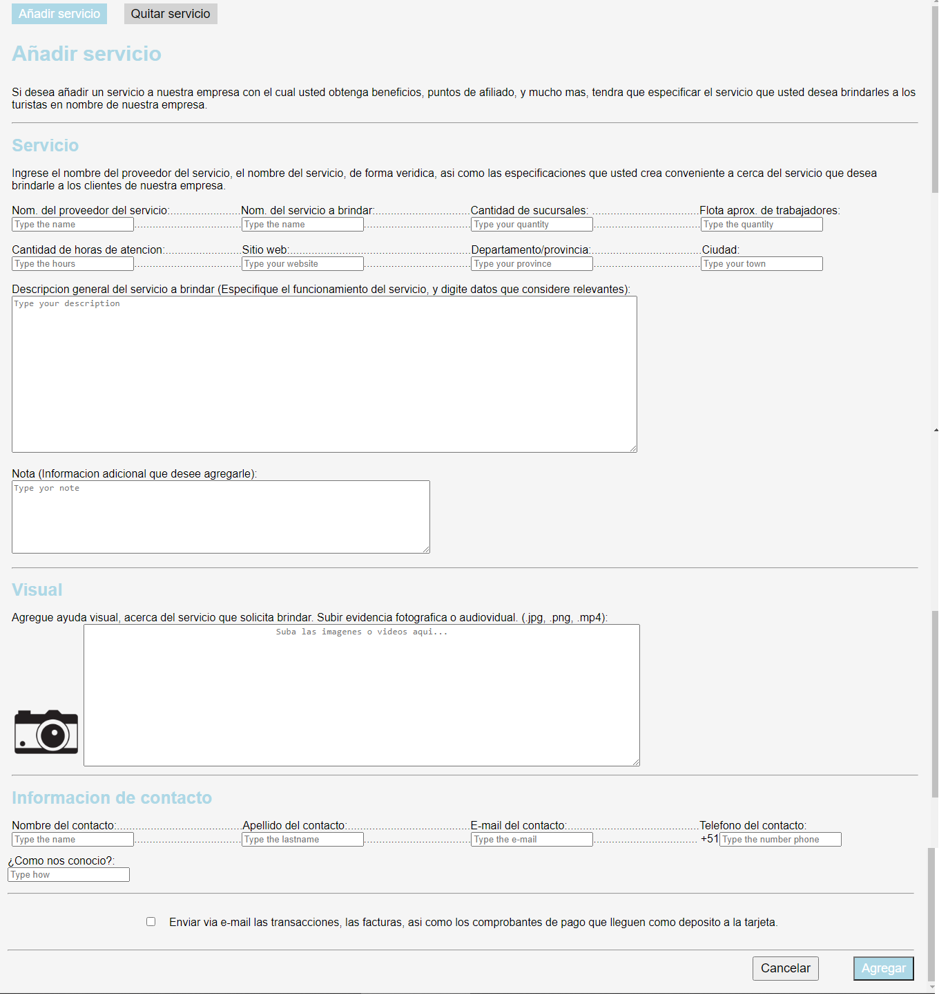 Añadir servicio Quitar servicio
Añadir servicio
Si desea añadir un servicio a nuestra empresa con el cual usted obtenga beneficios, puntos de afiliado, y mucho mas, tendra que especificar el servicio que usted desea brindarles a los
turistas en nombre de nuestra empresa.
Servicio
Ingrese el nombre del proveedor del servicio, el nombre del servicio, de forma veridica, asi como las especificaciones que usted crea conveniente a cerca del servicio que desea
brindarle a los clientes de nuestra empresa.
Nom. del proveedor del servicio:.......................Nom. del servicio a brindar:...............................Cantidad de sucursales: ...................................Flota aprox. de trabajadores:
Type the name ................................... Type the name ................................... Type your quantity ................................... Type the quantity
Cantidad de horas de atencion:.........................Sitio web:...........................................................Departamento/provincia:....................................Ciudad:
Type the hours ................................... Type your website ................................... Type your province ................................... Type your town
Descripcion general del servicio a brindar (Especifique el funcionamiento del servicio, y digite datos que considere relevantes):
Type your description
Nota (Informacion adicional que desee agregarle):
Type yor note
Visual
Agregue ayuda visual, acerca del servicio que solicita brindar. Subir evidencia fotografica o audiovidual. (.jpg, .png, .mp4):
Suba las imagenes o videos aqui...
Informacion de contacto
Nombre del contacto:.........................................Apellido del contacto:........................................E-mail del contacto:...........................................Telefono del contacto:
Type the name ................................... Type the lastname ................................... Type the e-mail .................................. +51 Type the number phone
¿Como nos conocio?:
Type how
Enviar via e-mail las transacciones, las facturas, asi como los comprobantes de pago que lleguen como deposito a la tarjeta.
Cancelar Agregar